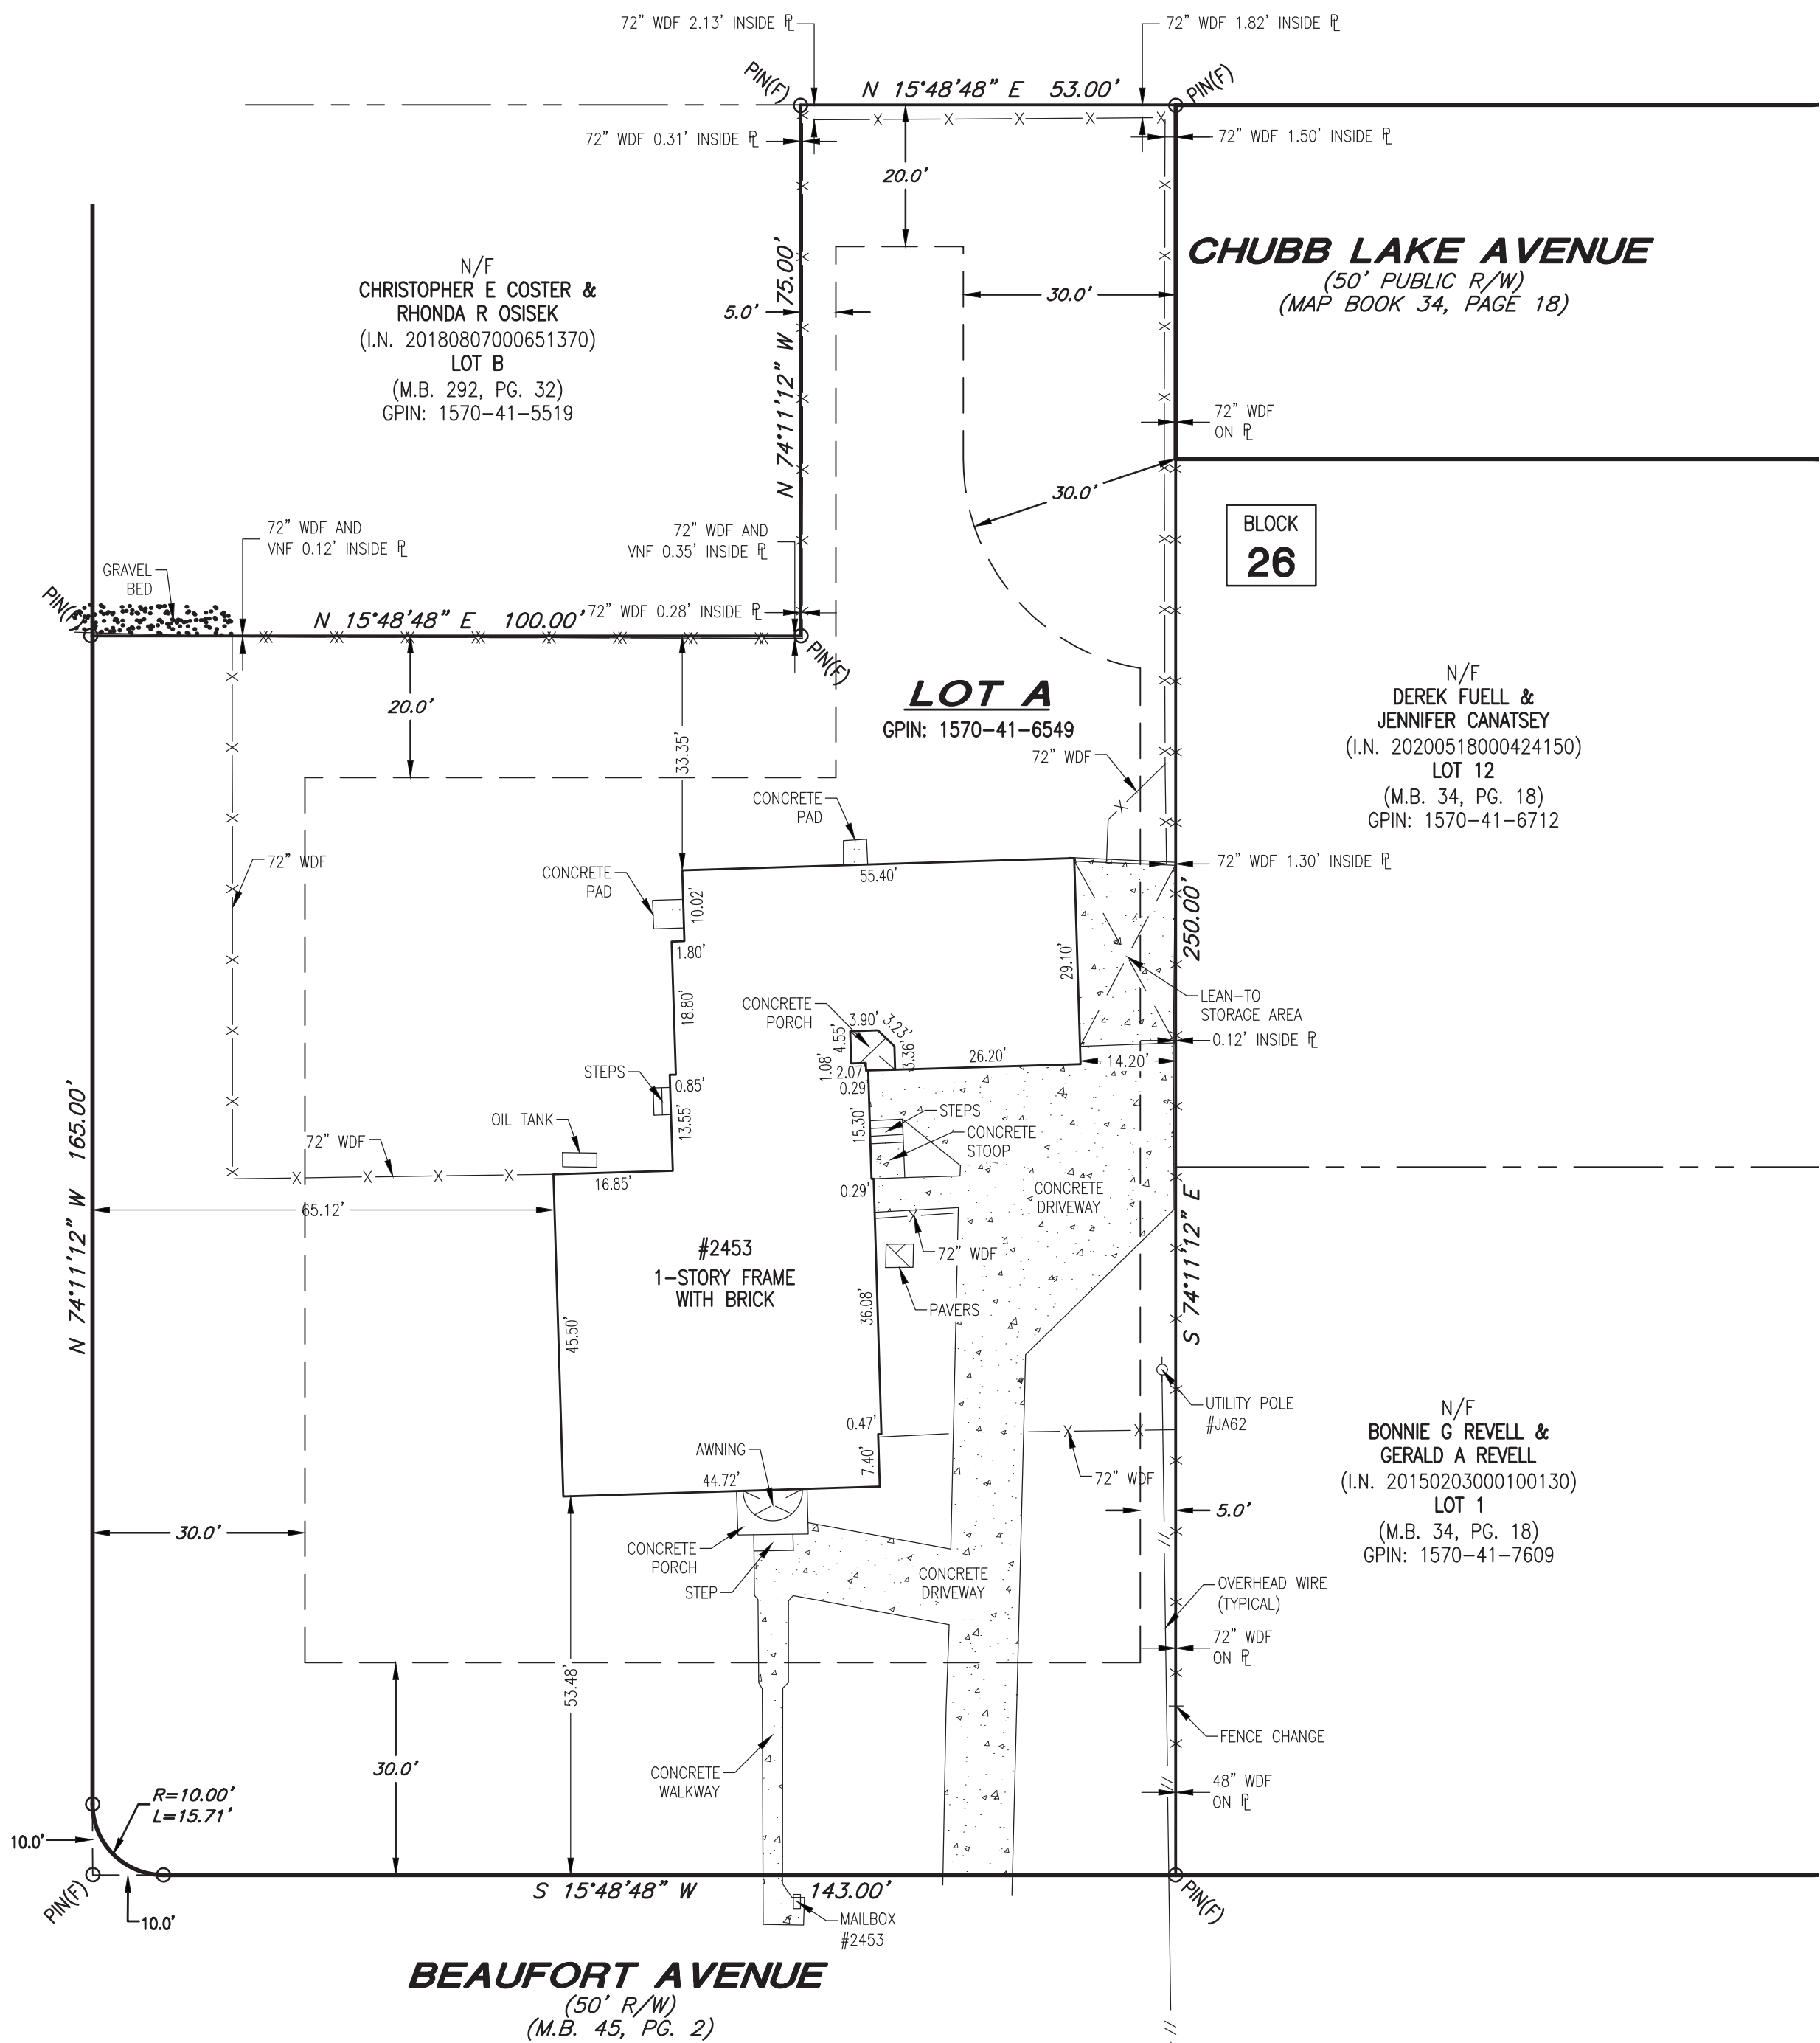 72" WDF 2.13' INSIDE PL
72" WDF 1.82' INSIDE PL
PIN(F)
N 15°48'48" E 53.00'
PIN(F)
72" WDF 0.31' INSIDE PL
72" WDF 1.50' INSIDE PL
20.0'
CHUBB LAKE AVENUE
(50' PUBLIC R/W)
(MAP BOOK 34, PAGE 18)
N/F
CHRISTOPHER E COSTER &
RHONDA R OSISEK
(I.N. 20180807000651370)
LOT B
(M.B. 292, PG. 32)
GPIN: 1570-41-5519
N 74°11'12" W 75.00'
5.0'
30.0'
72" WDF
ON PL
30.0'
BLOCK
26
72" WDF AND
VNF 0.12' INSIDE PL
72" WDF AND
VNF 0.35' INSIDE PL
GRAVEL
BED
PIN(F)
N 15°48'48" E 100.00'
72" WDF 0.28' INSIDE PL
PIN(F)
LOT A
GPIN: 1570-41-6549
20.0'
33.35'
72" WDF
N/F
DEREK FUELL &
JENNIFER CANATSEY
(I.N. 20200518000424150)
LOT 12
(M.B. 34, PG. 18)
GPIN: 1570-41-6712
CONCRETE
PAD
72" WDF
CONCRETE
PAD
55.40'
72" WDF 1.30' INSIDE PL
10.02'
1.80'
29.10'
250.00'
18.80'
CONCRETE
PORCH
3.90'
3.23'
4.55'
3.36'
1.08'
2.07'
0.29'
26.20'
14.20'
LEAN-TO
STORAGE AREA
0.12' INSIDE PL
STEPS
0.85'
13.55'
OIL TANK
72" WDF
15.30'
STEPS
CONCRETE
STOOP
16.85'
0.29'
CONCRETE
DRIVEWAY
N 74°11'12" W 165.00'
65.12'
S 74°11'12" E
#2453
1-STORY FRAME
WITH BRICK
72" WDF
PAVERS
36.08'
45.50'
UTILITY POLE
#JA62
0.47'
7.40'
AWNING
44.72'
72" WDF
N/F
BONNIE G REVELL &
GERALD A REVELL
(I.N. 20150203000100130)
LOT 1
(M.B. 34, PG. 18)
GPIN: 1570-41-7609
5.0'
30.0'
CONCRETE
PORCH
STEP
CONCRETE
DRIVEWAY
OVERHEAD WIRE
(TYPICAL)
72" WDF
ON PL
53.48'
30.0'
FENCE CHANGE
CONCRETE
WALKWAY
48" WDF
ON PL
R=10.00'
L=15.71'
10.0'
PIN(F)
10.0'
S 15°48'48" W 143.00'
PIN(F)
MAILBOX
#2453
BEAUFORT AVENUE
(50' R/W)
(M.B. 45, PG. 2)